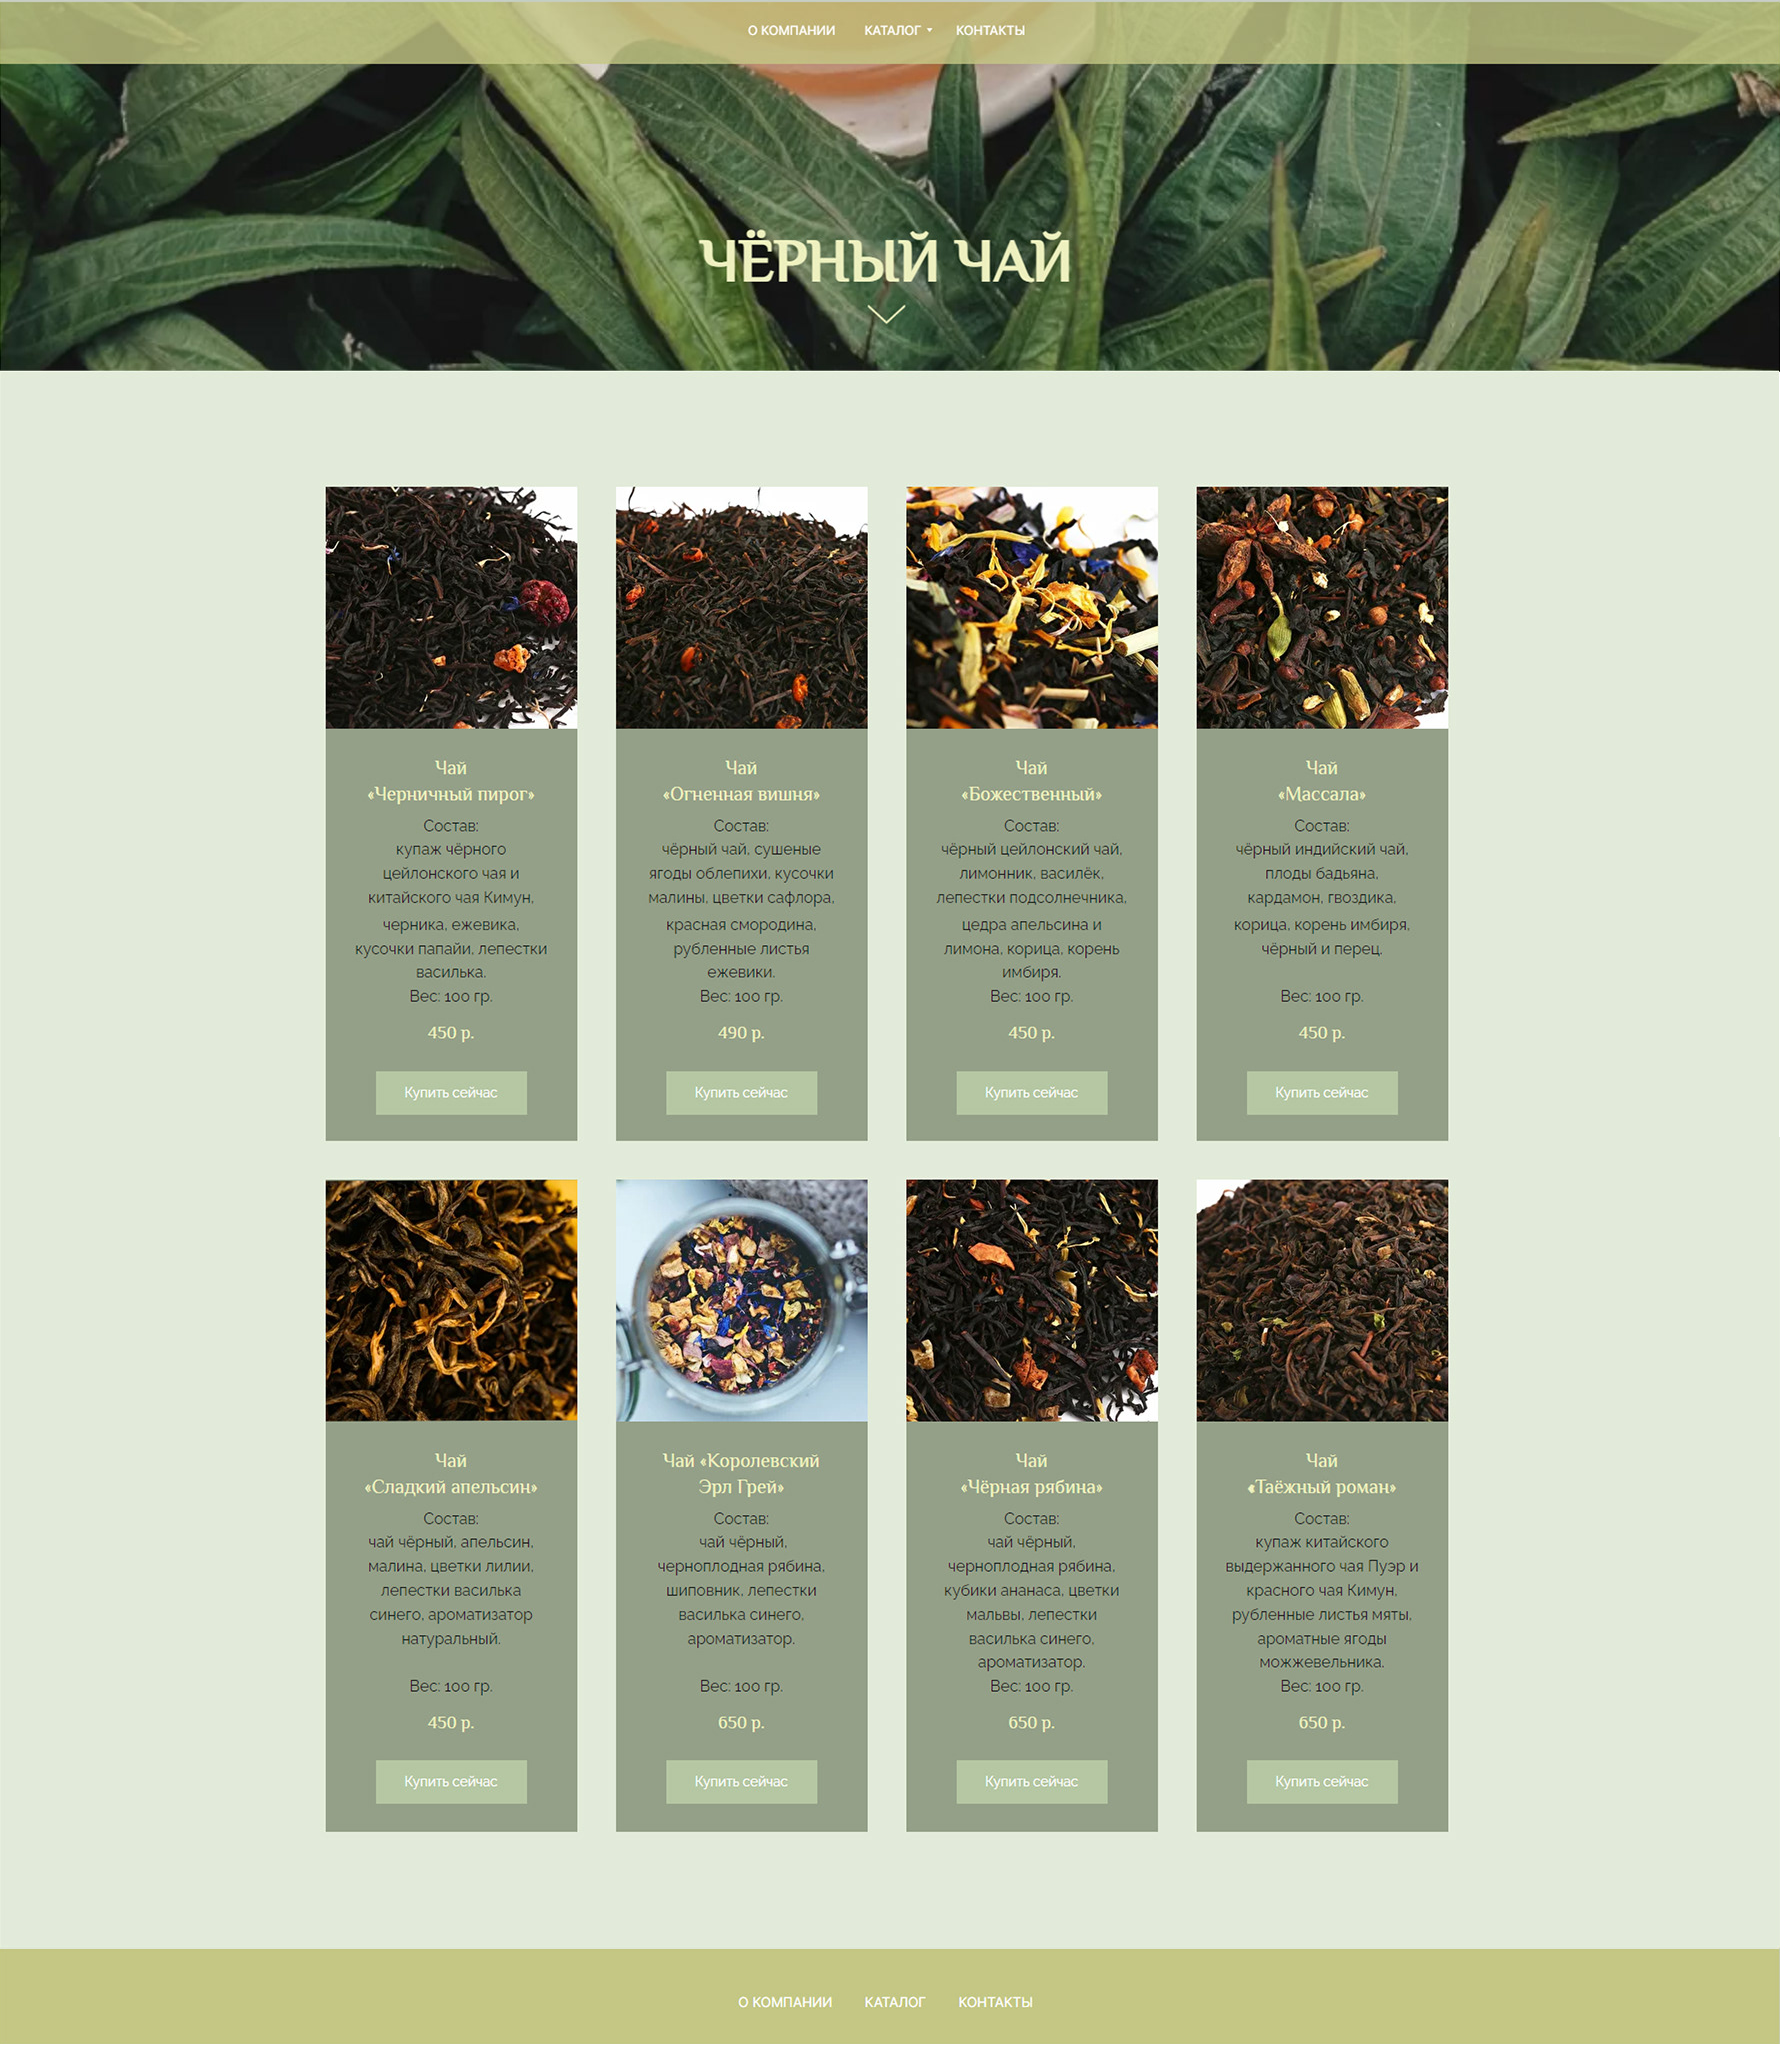 О КОМПАНИИ КАТАЛОГ КОНТАКТЫ
ЧЁРНЫЙ ЧАЙ
Чай
«Черничный пирог»
Состав:
купаж чёрного
цейлонского чая и
китайского чая Кимун,
черника, ежевика,
кусочки папайи, лепестки
василька.
Вес: 100 гр.
450 р.
Купить сейчас
Чай
«Огненная вишня»
Состав:
чёрный чай, сушеные
ягоды облепихи, кусочки
малины, цветки сафлора,
красная смородина,
рубленные листья
ежевики.
Вес: 100 гр.
490 р.
Купить сейчас
Чай
«Божественный»
Состав:
чёрный цейлонский чай,
лимонник, василёк,
лепестки подсолнечника,
цедра апельсина и
лимона, корица, корень
имбиря.
Вес: 100 гр.
450 р.
Купить сейчас
Чай
«Массала»
Состав:
чёрный индийский чай,
плоды бадьяна,
кардамон, гвоздика,
корица, корень имбиря,
чёрный и перец.
Вес: 100 гр.
450 р.
Купить сейчас
Чай
«Сладкий апельсин»
Состав:
чай чёрный, апельсин,
малина, цветки лилии,
лепестки василька
синего, ароматизатор
натуральный.
Вес: 100 гр.
450 р.
Купить сейчас
Чай «Королевский
Эрл Грей»
Состав:
чай чёрный,
черноплодная рябина,
шиповник, лепестки
василька синего,
ароматизатор.
Вес: 100 гр.
650 р.
Купить сейчас
Чай
«Чёрная рябина»
Состав:
чай чёрный,
черноплодная рябина,
кубики ананаса, цветки
мальвы, лепестки
василька синего,
ароматизатор.
Вес: 100 гр.
650 р.
Купить сейчас
Чай
«Таёжный роман»
Состав:
купаж китайского
выдержанного чая Пуэр и
красного чая Кимун,
рубленные листья мяты,
ароматные ягоды
можжевельника.
Вес: 100 гр.
650 р.
Купить сейчас
О КОМПАНИИ КАТАЛОГ КОНТАКТЫ